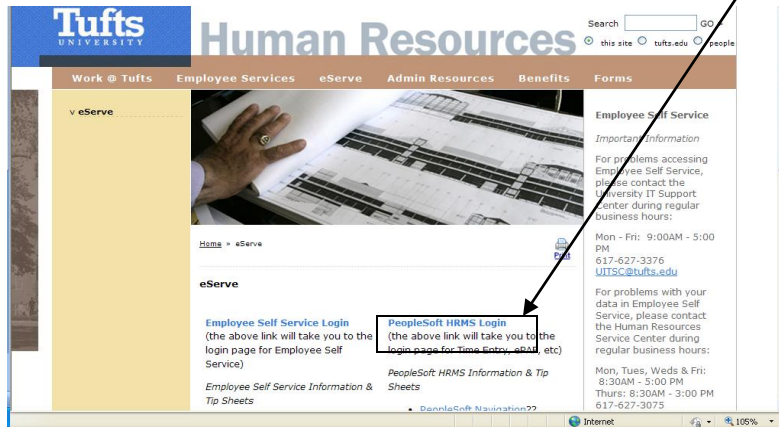 Tufts
UNIVERSITY
Human Resources
Search GO
this site tufts.edu people
Work @ Tufts Employee Services eServe Admin Resources Benefits Forms
v eServe
Home » eServe
Print
eServe
Employee Self Service Login
(the above link will take you to the
login page for Employee Self
Service)
Employee Self Service Information &
Tip Sheets
PeopleSoft HRMS Login
(the above link will take you to the
login page for Time Entry, ePAF, etc)
PeopleSoft HRMS Information & Tip
Sheets
• PeopleSoft Navigation??
Employee Self Service
Important Information
For problems accessing
Employee Self Service,
please contact the
University IT Support
Center during regular
business hours:
Mon - Fri: 9:00AM - 5:00
PM
617-627-3376
UITSC@tufts.edu
For problems with your
data in Employee Self
Service, please contact
the Human Resources
Service Center during
regular business hours:
Mon, Tues, Weds & Fri:
8:30AM - 5:00 PM
Thurs: 8:30AM - 3:00 PM
617-627-3075
Internet
105%